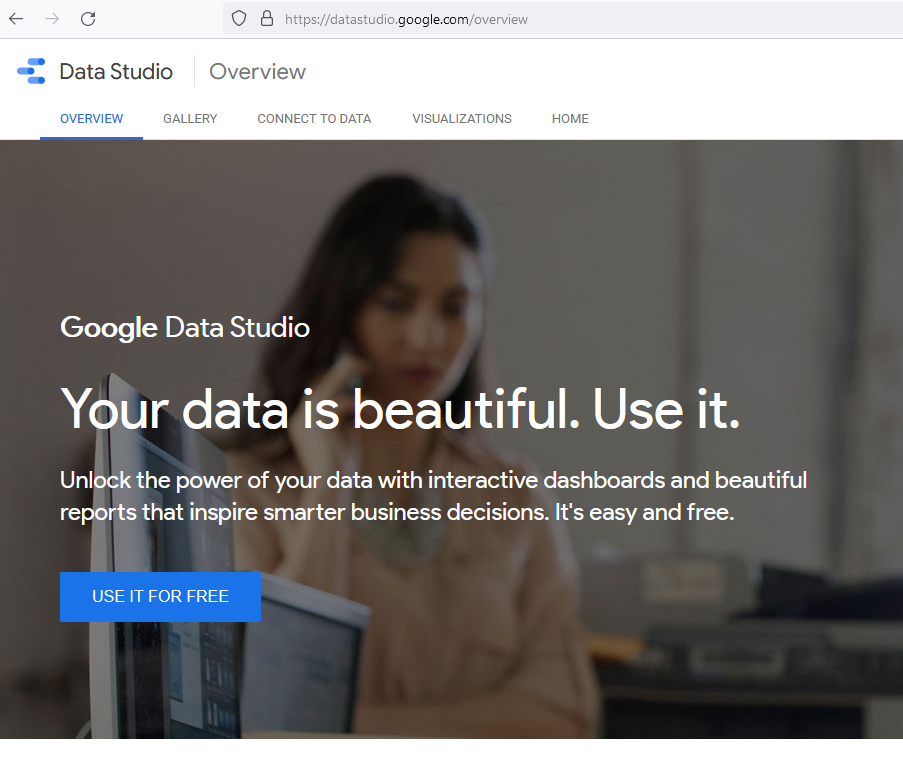 https://datastudio.google.com/overview
Data Studio Overview
OVERVIEW GALLERY CONNECT TO DATA VISUALIZATIONS HOME
Google Data Studio
Your data is beautiful. Use it.
Unlock the power of your data with interactive dashboards and beautiful
reports that inspire smarter business decisions. It's easy and free.
USE IT FOR FREE